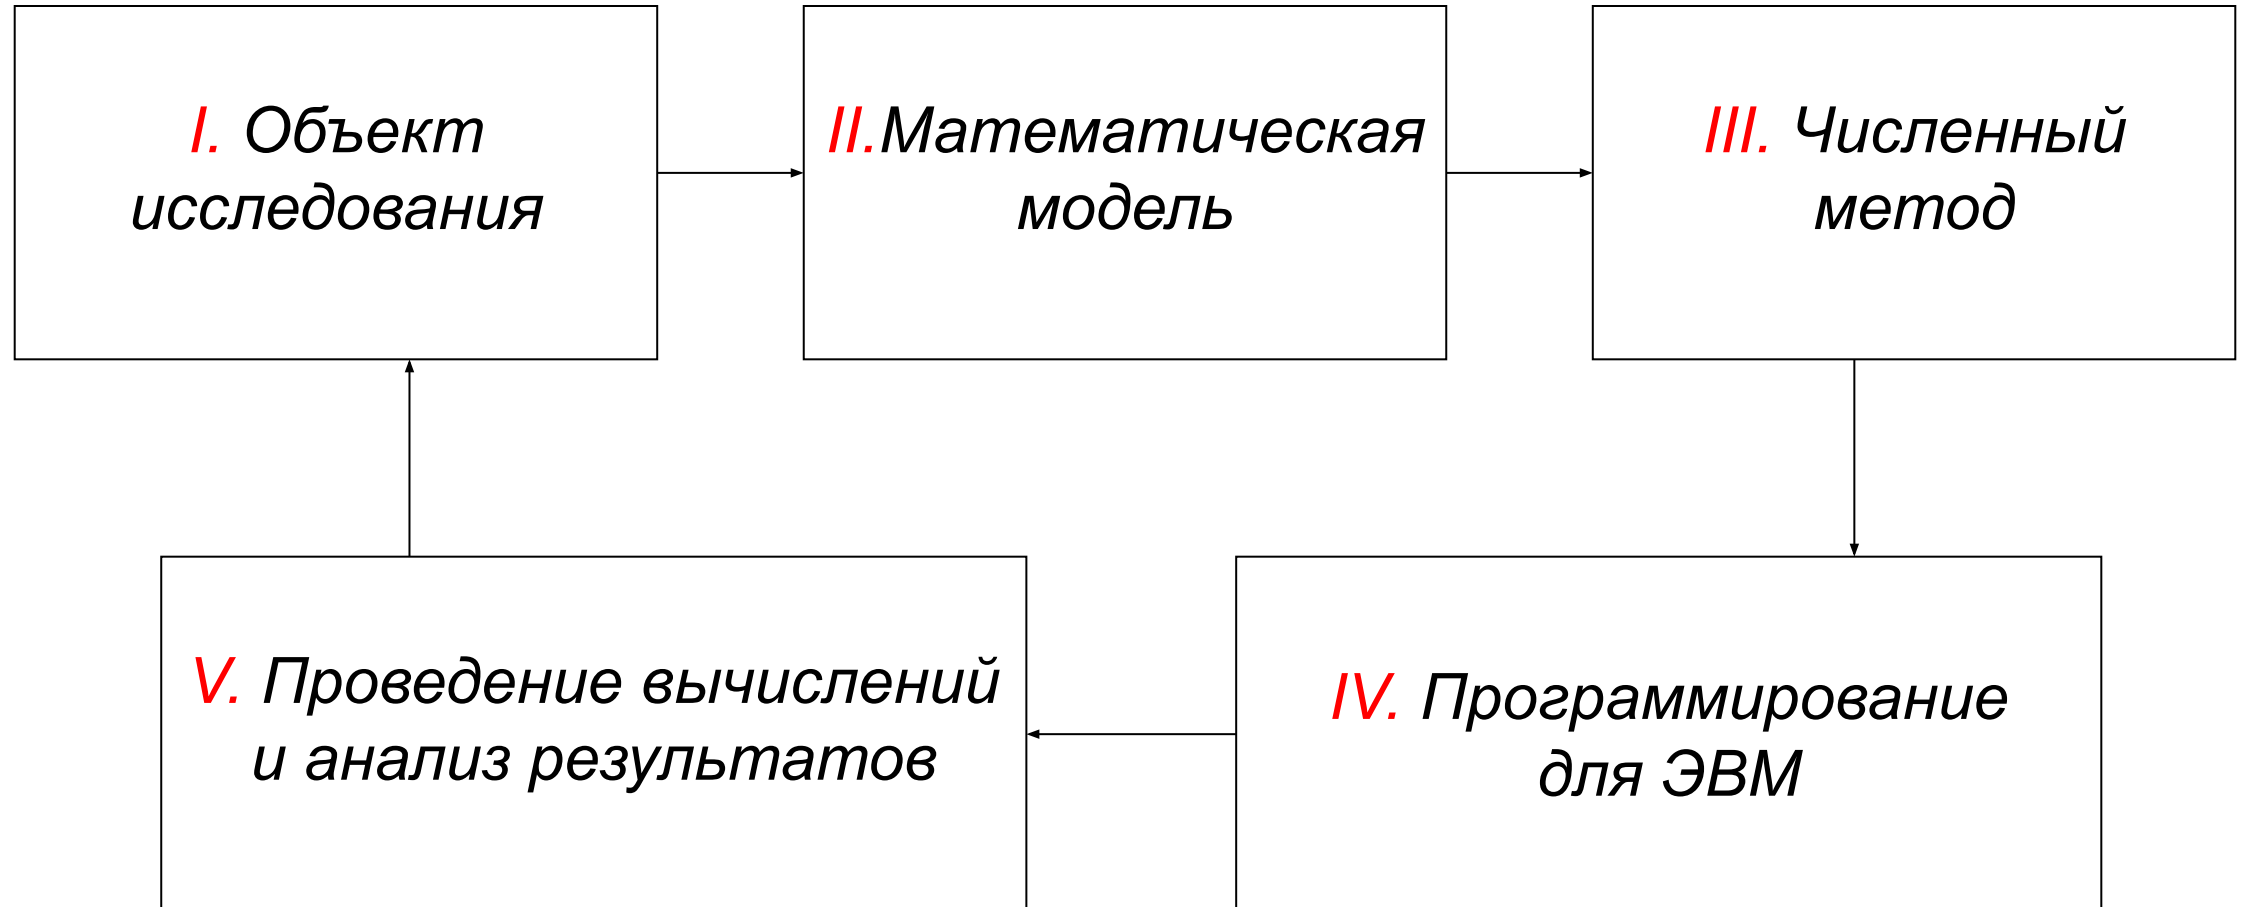 I. Объект
исследования
II.Математическая
модель
III. Численный
метод
V. Проведение вычислений
и анализ результатов
IV. Программирование
для ЭВМ